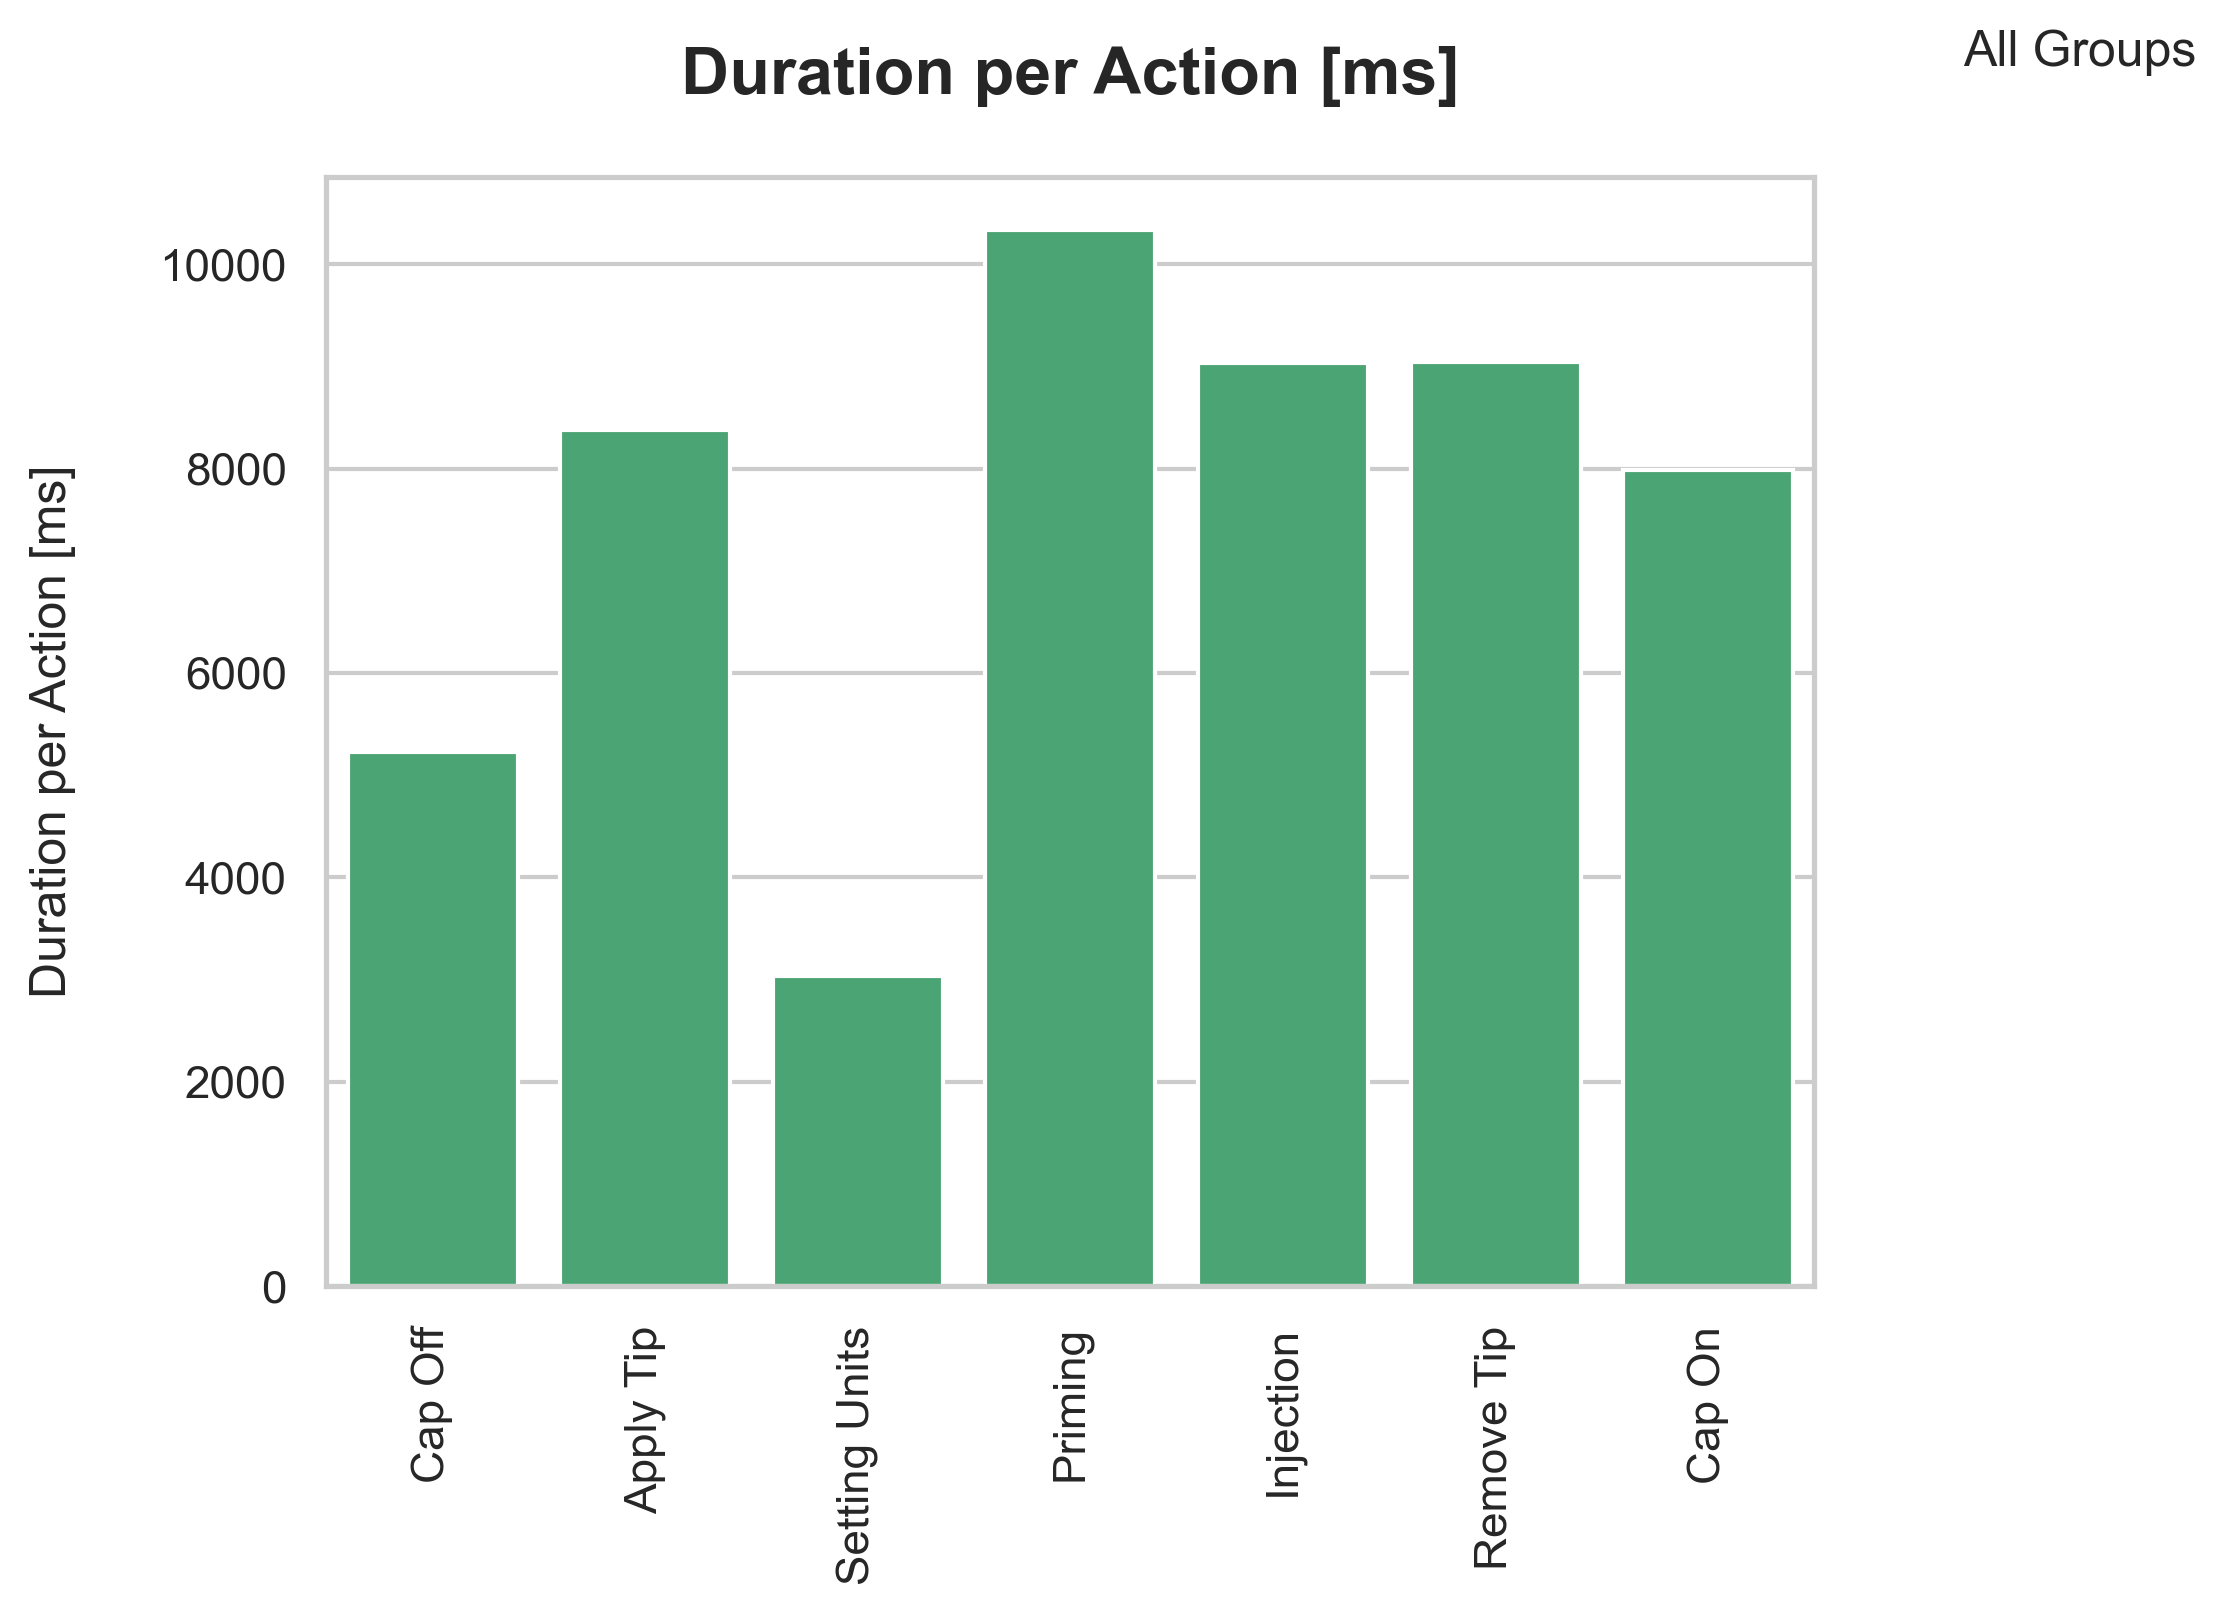 All Groups
Duration per Action [ms]
Duration per Action [ms]
10000
8000
6000
4000
2000
0
Cap Off
Apply Tip
Setting Units
Priming
Injection
Remove Tip
Cap On